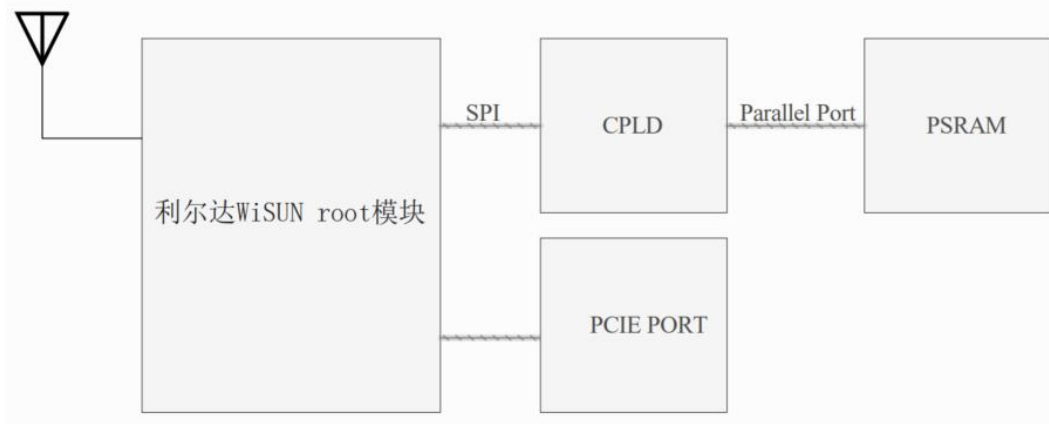 SPI
CPLD
Parallel Port
PSRAM
利尔达WiSUN root模块
PCIE PORT